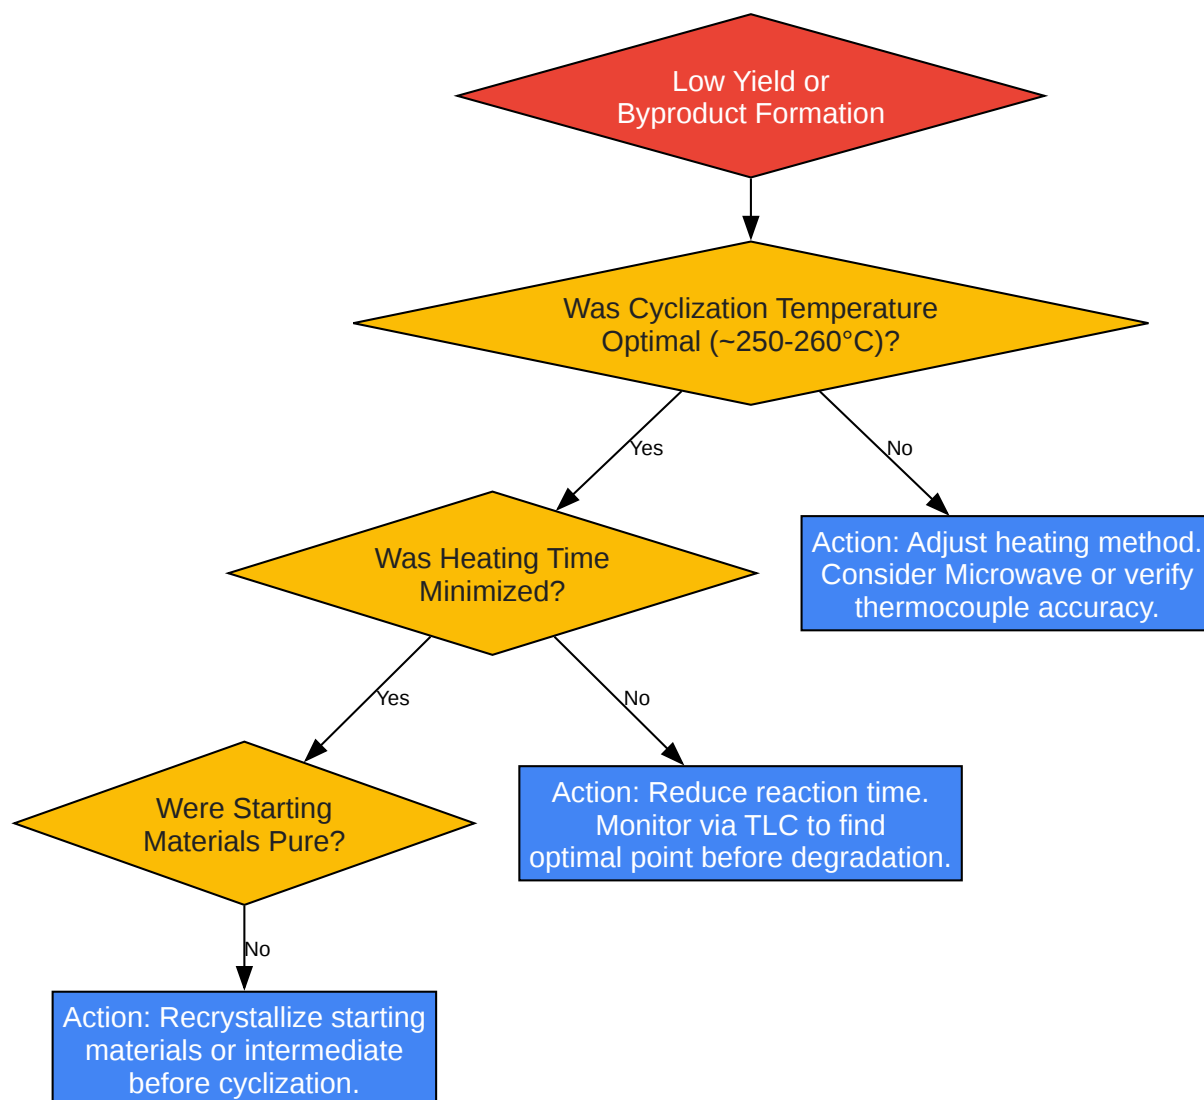 Low Yield or
Byproduct Formation
Was Cyclization Temperature
Optimal (~250-260°C)?
Yes
No
Was Heating Time
Minimized?
Action: Adjust heating method.
Consider Microwave or verify
thermocouple accuracy.
Yes
No
Were Starting
Materials Pure?
Action: Reduce reaction time.
Monitor via TLC to find
optimal point before degradation.
No
Action: Recrystallize starting
materials or intermediate
before cyclization.